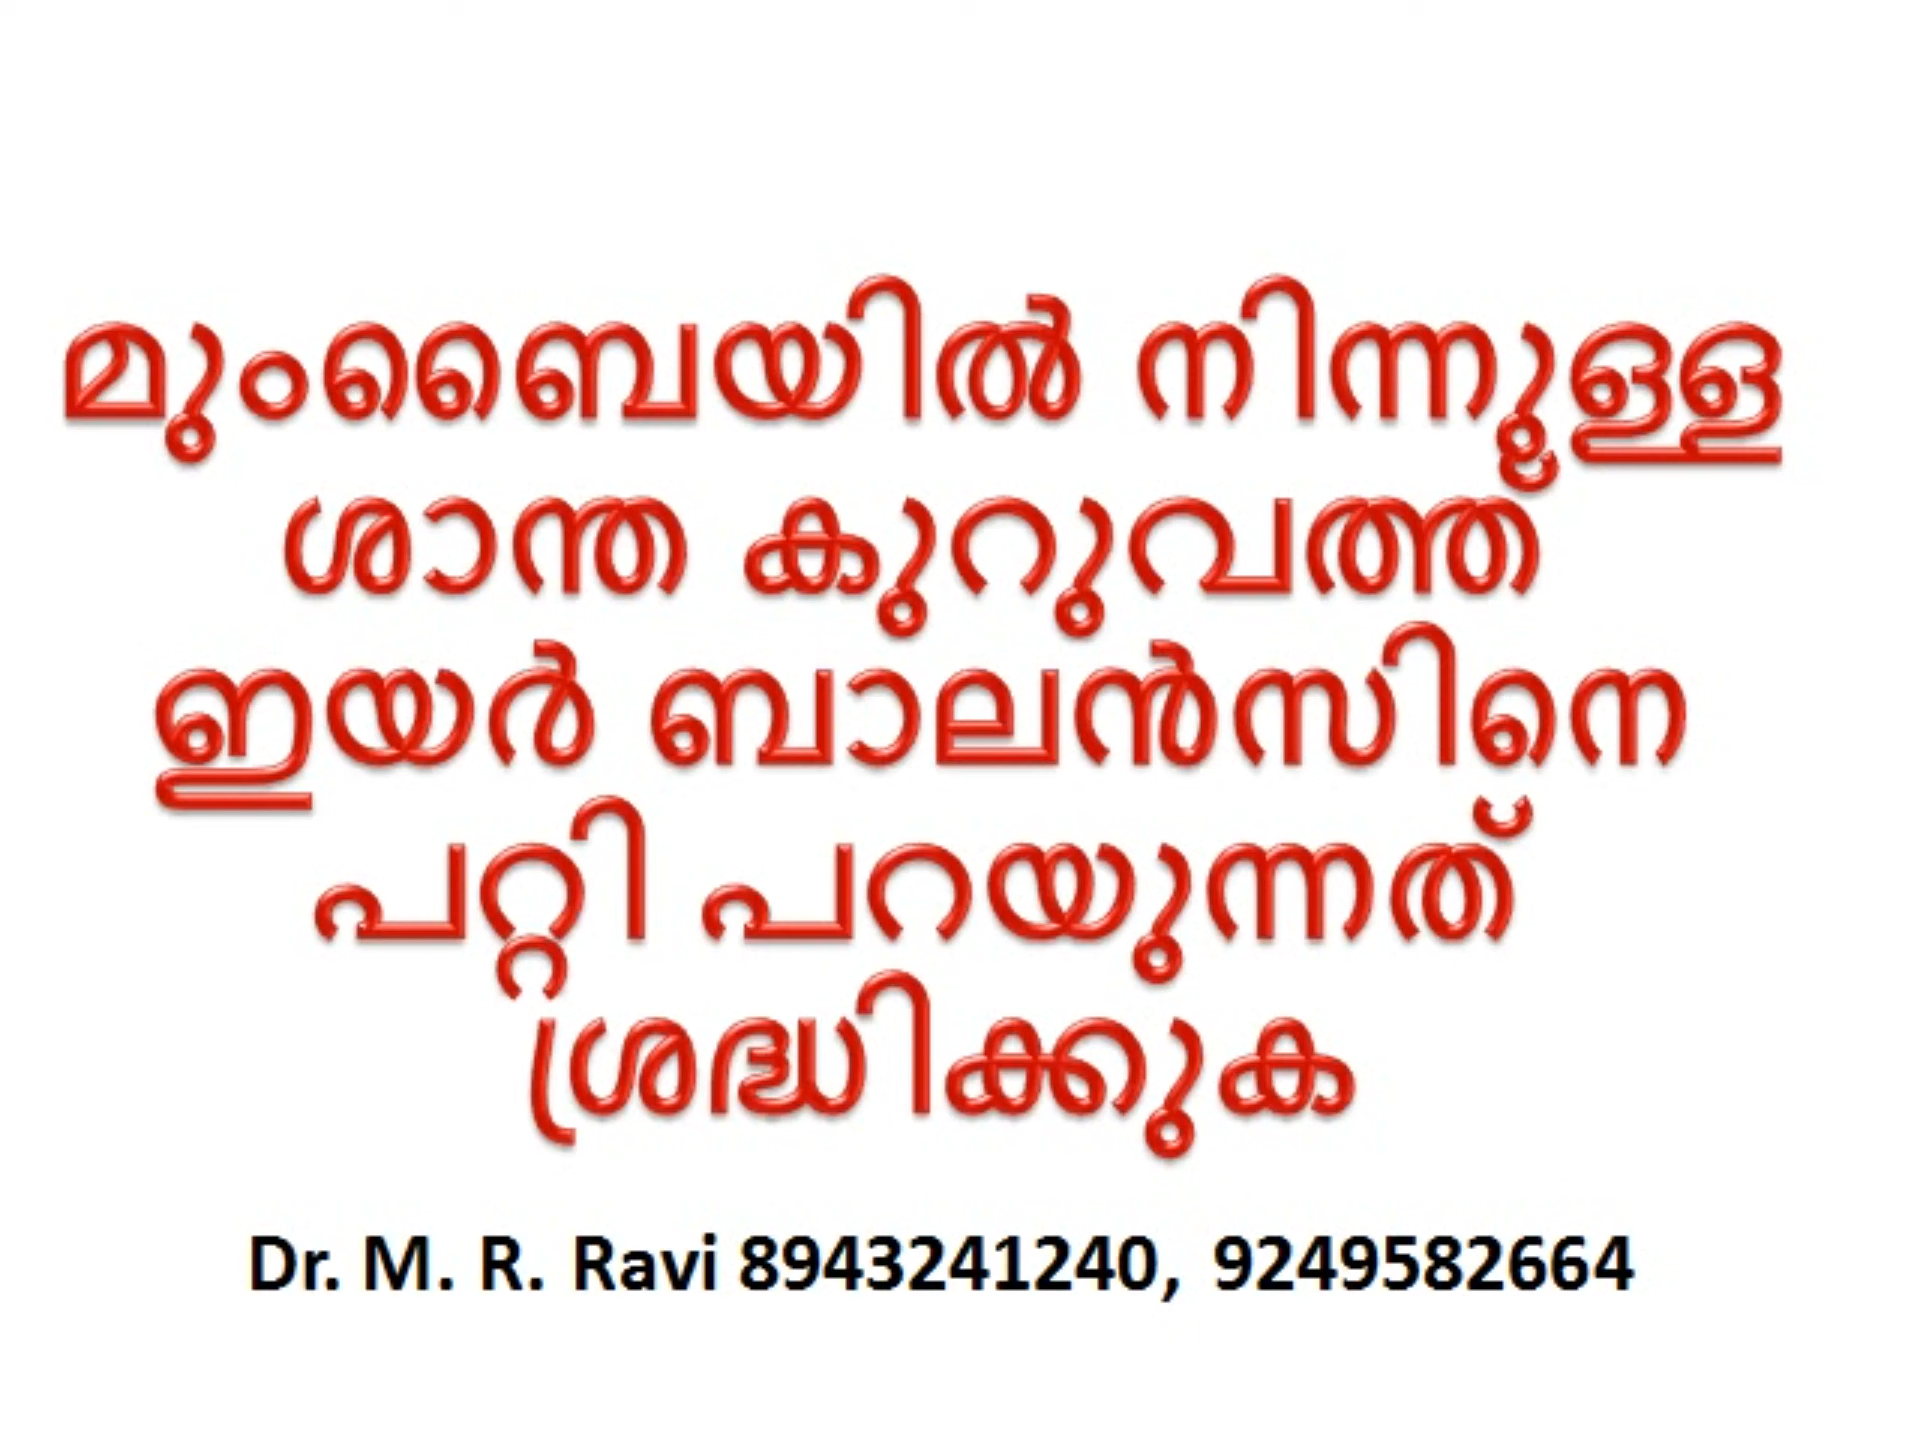 മുംബൈയിൽ നിന്നൂള്ള
ശാന്ത കുറുവത്ത്
ഇയർ ബാലൻസിനെ
പറ്റി പറയുന്നത്
ശ്രദ്ധിക്കുക
Dr. M. R. Ravi 8943241240, 9249582664